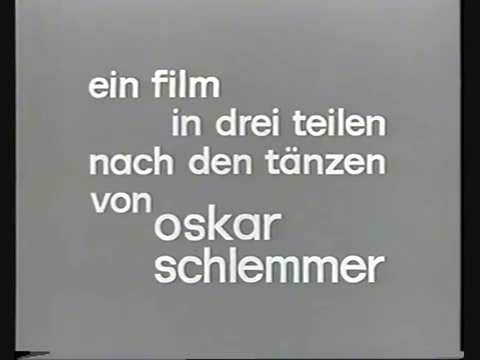 ein film
in drei teilen
nach den tänzen
von
oskar
schlemmer